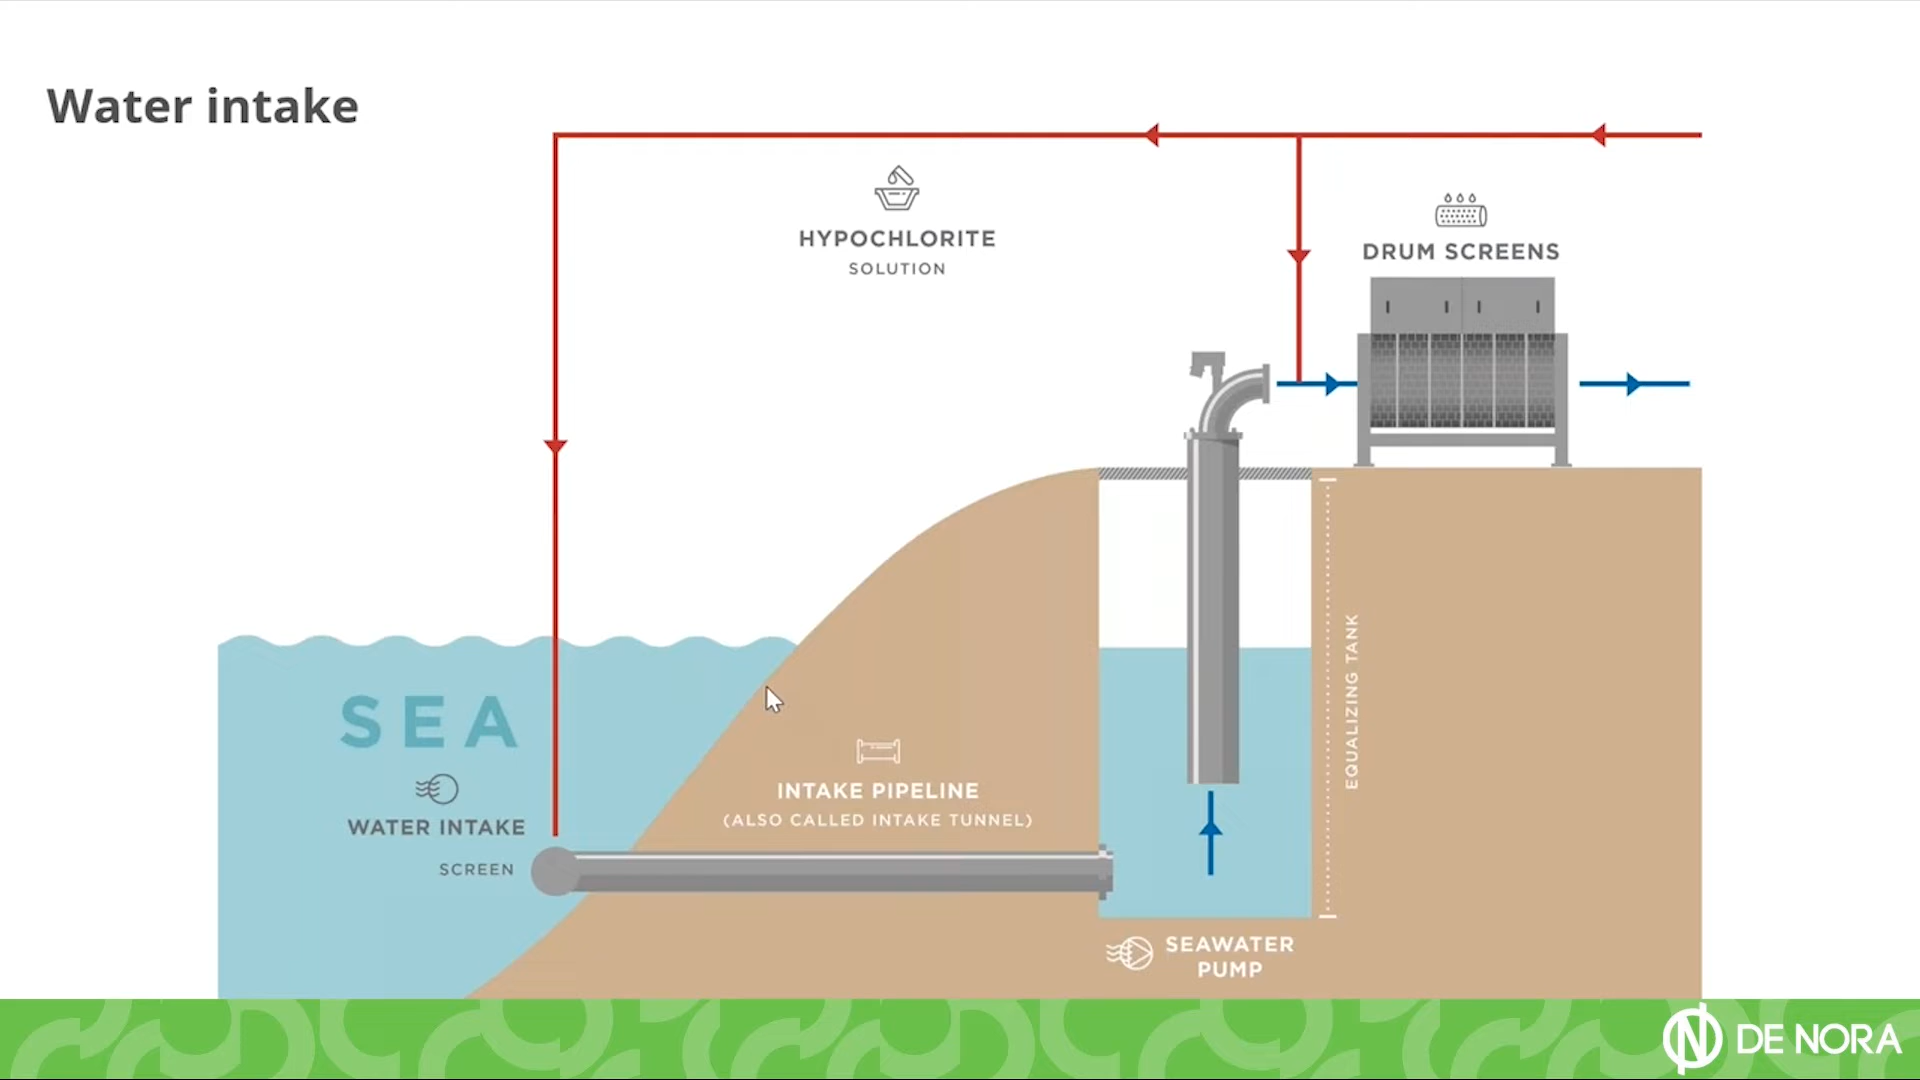 Water intake
HYPOCHLORITE
SOLUTION
DRUM SCREENS
SEA
WATER INTAKE
SCREEN
INTAKE PIPELINE
(ALSO CALLED INTAKE TUNNEL)
EQUALIZING TANK
SEAWATER
PUMP
DE NORA